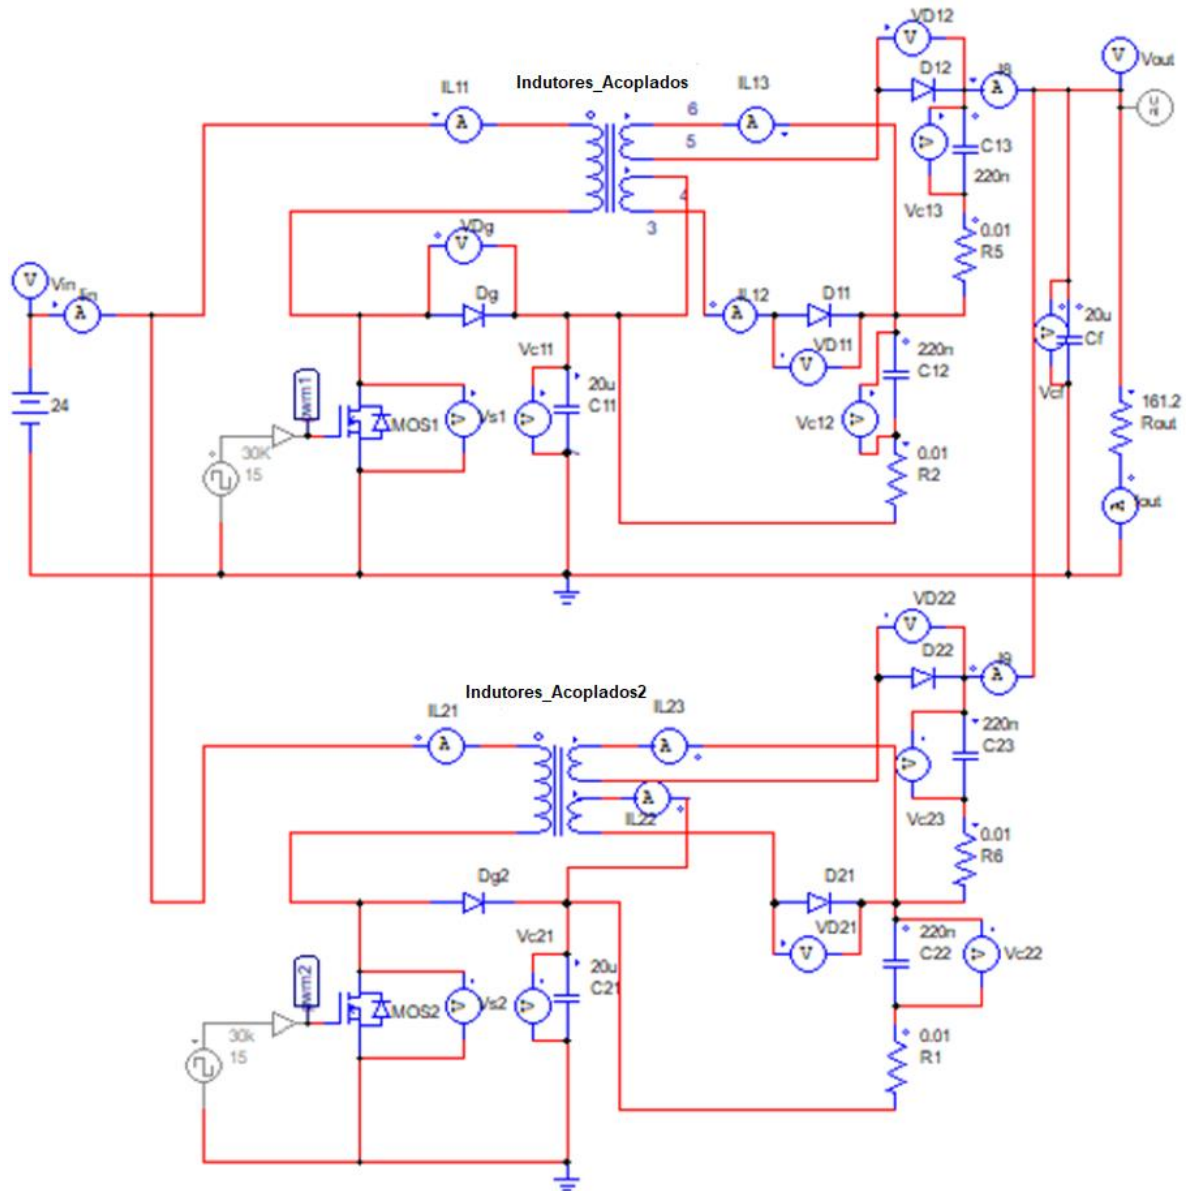 VD12
V
D12
I8
A
V
Vout
Indutores_Acoplados
IL11
A
IL13
A
6
5
4
3
V
C13
220n
Vc13
0.01
R5
VDg
V
Dg
V
Vin
Iin
A
IL12
A
D11
VD11
V
20u
Cf
V
Vcf
Vc11
20u
C11
V
220n
C12
Vc12
V
24
pwm1
MOS1
Vs1
V
30K
15
0.01
R2
161.2
Rout
A
Iout
VD22
V
D22
I9
A
Indutores_Acoplados2
IL21
A
IL23
A
A
IL22
220n
C23
V
Vc23
0.01
R6
Dg2
D21
VD21
V
Vc21
20u
C21
V
220n
C22
V
Vc22
pwm2
MOS2
Vs2
V
30k
15
0.01
R1